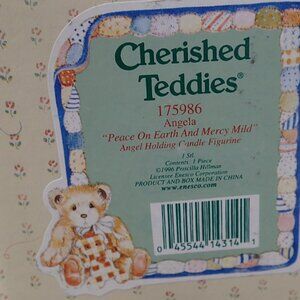 Cherished
Teddies®
175986
Angela
"Peace On Earth And Mercy Mild"
Angel Holding Candle Figurine
1 Stl
Contents: 1 Piece
©1996 Priscilla Hillman
Licensee Enesco Corporation
PRODUCT AND BOX MADE IN CHINA
www.enesco.com
0 45544 14314 1